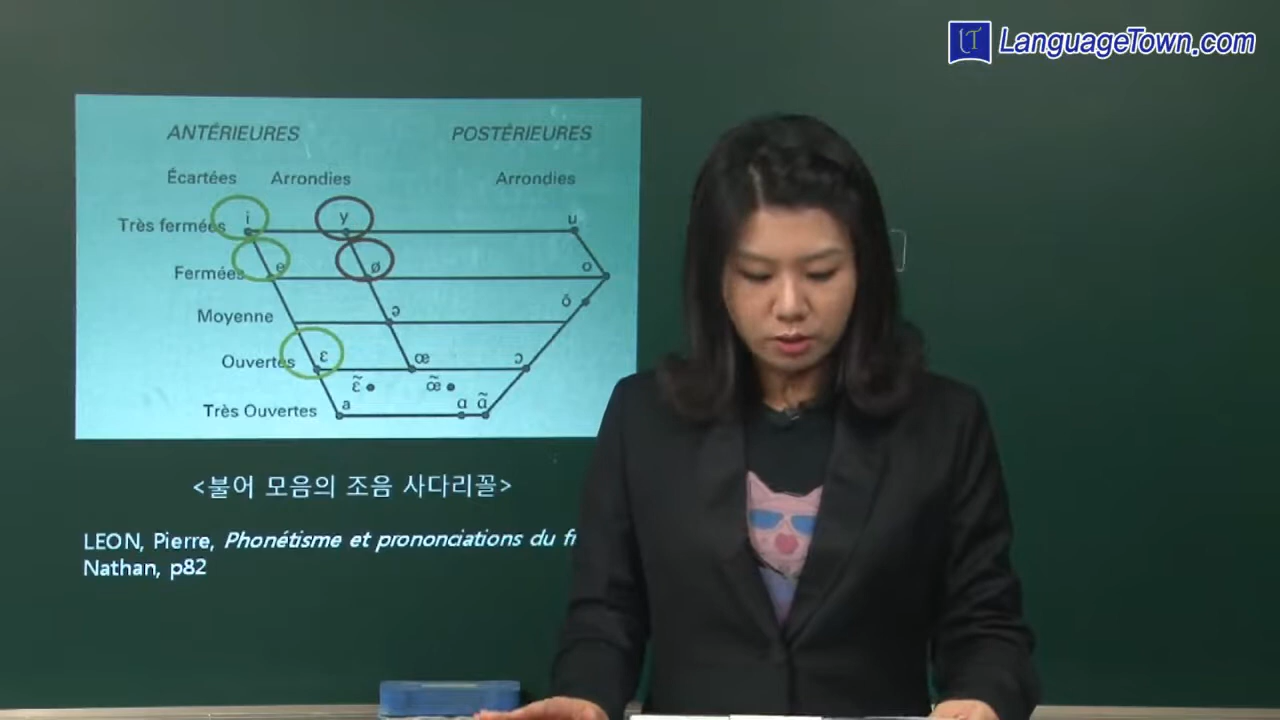 LanguageTown.com
ANTÉRIEURES POSTÉRIEURES
Écartées Arrondies Arrondies
Très fermées i y u
Fermées e ø o
õ
Moyenne ə
Ouvertes ɛ œ ɔ
ɛ̃ œ̃
Très Ouvertes a ɑ ɑ̃
<불어 모음의 조음 사다리꼴>
LEON, Pierre, Phonétisme et prononciations du
Nathan, p82